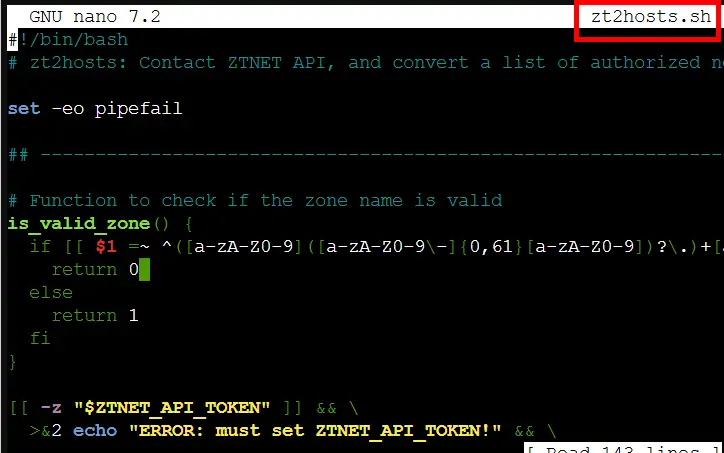 GNU nano 7.2 zt2hosts.sh
#!/bin/bash
# zt2hosts: Contact ZTNET API, and convert a list of authorized
set -eo pipefail
## ----------------------------------------------------------------
# Function to check if the zone name is valid
is_valid_zone() {
if [[ $1 =~ ^([a-zA-Z0-9]([a-zA-Z0-9\-]{0,61}[a-zA-Z0-9])?\.)+[
return 0
else
return 1
fi
}
[[ -z "$ZTNET_API_TOKEN" ]] && \
>&2 echo "ERROR: must set ZTNET_API_TOKEN!" && \
[ Read 143 lines ]